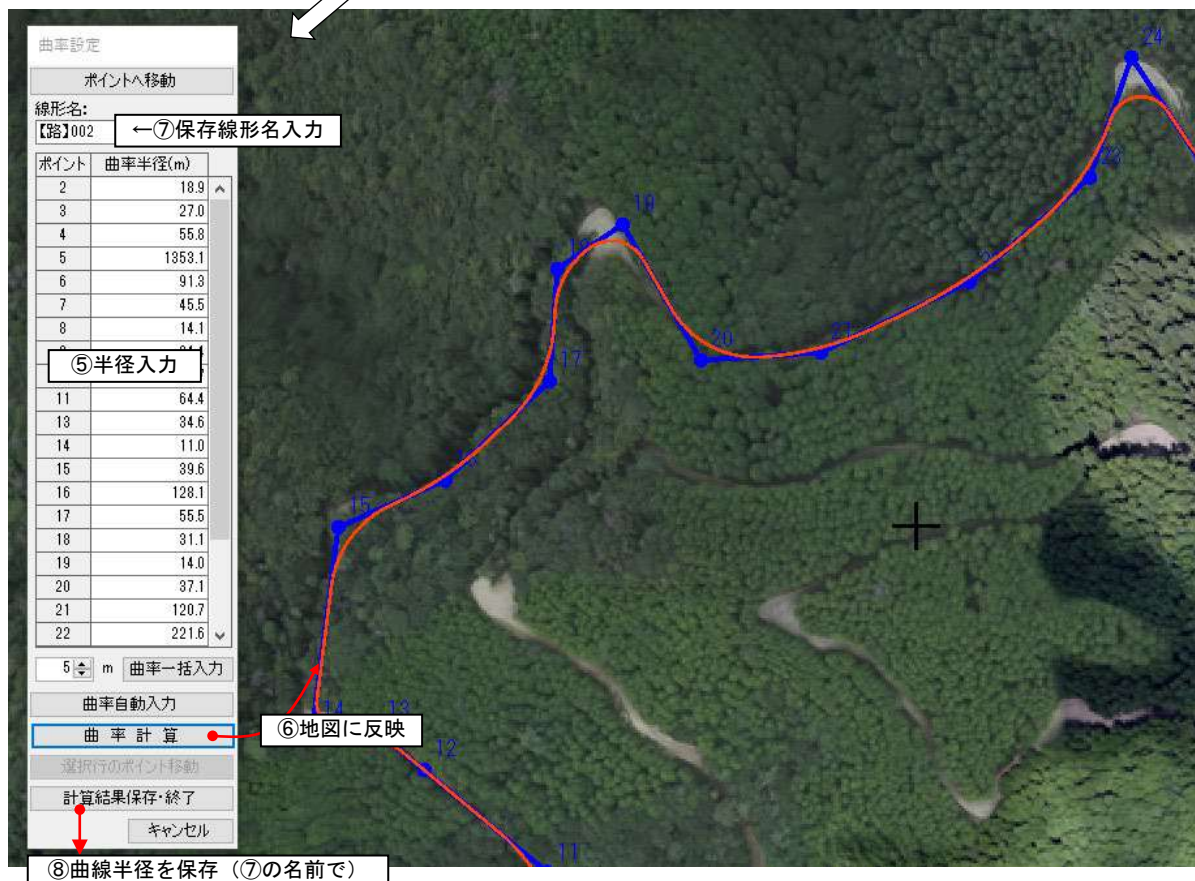 曲率設定
ポイントへ移動
線形名:
【路】002
←⑦保存線形名入力
ポイント 曲率半径(m)
2 18.9
3 27.0
4 55.8
5 1353.1
6 91.3
7 45.5
8 14.1
⑤半径入力
11 64.4
13 34.6
14 11.0
15 39.6
16 128.1
17 55.5
18 31.1
19 14.0
20 37.1
21 120.7
22 221.6
5 m 曲率一括入力
曲率自動入力
曲 率 計 算
⑥地図に反映
選択行のポイント移動
計算結果保存・終了
キャンセル
⑧曲線半径を保存（⑦の名前で）
24
23
19
18
20
21
17
15
14
13
12
11